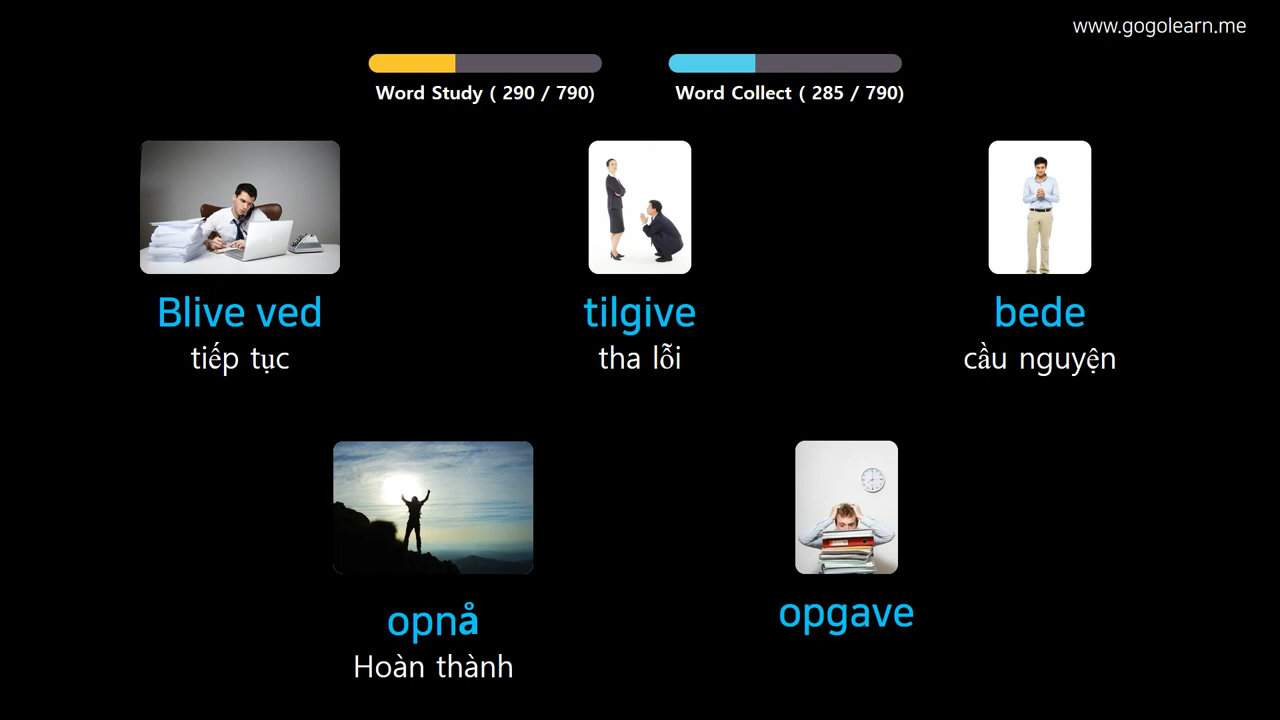 www.gogolearn.me
Word Study ( 290 / 790)
Word Collect ( 285 / 790)
Blive ved
tiếp tục
tilgive
tha lỗi
bede
cầu nguyện
opnå
Hoàn thành
opgave